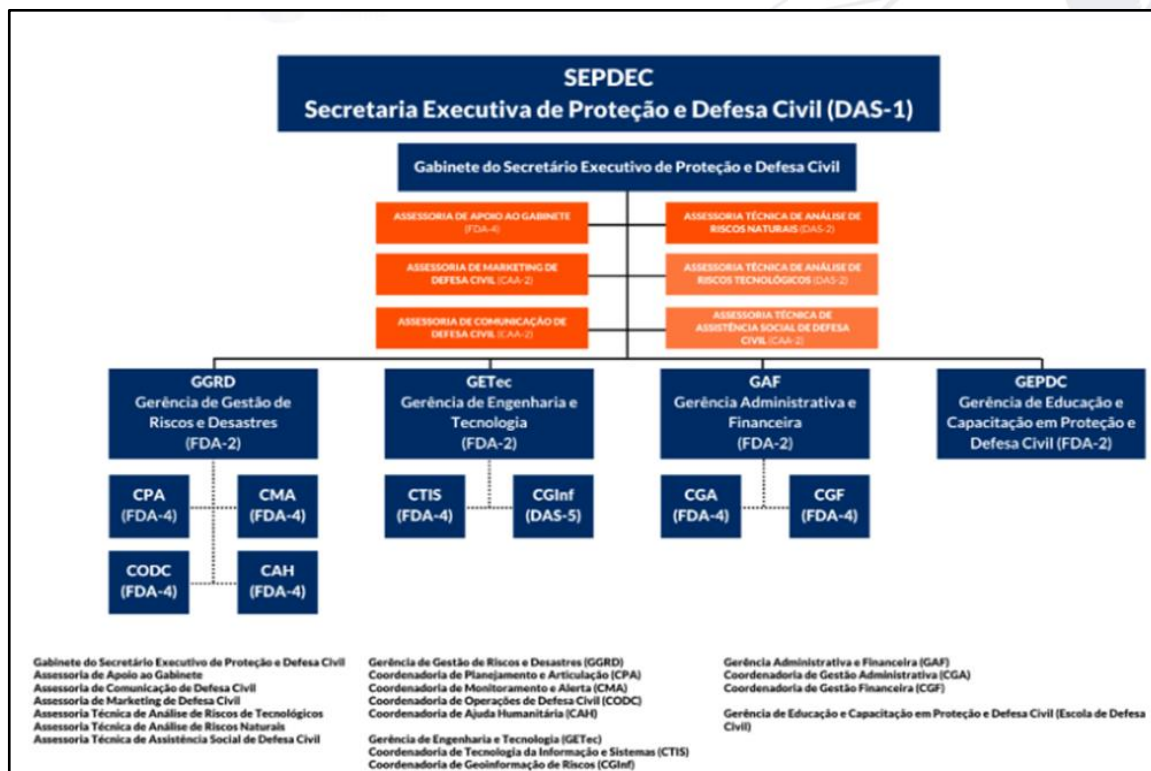 SEPDEC
Secretaria Executiva de Proteção e Defesa Civil (DAS-1)
Gabinete do Secretário Executivo de Proteção e Defesa Civil
ASSESSORIA DE APOIO AO GABINETE
(FDA-4)
ASSESSORIA TÉCNICA DE ANÁLISE DE
RISCOS NATURAIS (DAS-2)
ASSESSORIA DE MARKETING DE
DEFESA CIVIL (CAA-2)
ASSESSORIA TÉCNICA DE ANÁLISE DE
RISCOS TECNOLÓGICOS (DAS-2)
ASSESSORIA DE COMUNICAÇÃO DE
DEFESA CIVIL (CAA-2)
ASSESSORIA TÉCNICA DE
ASSISTÊNCIA SOCIAL DE DEFESA
CIVIL (CAA-2)
GGRD
Gerência de Gestão de
Riscos e Desastres
(FDA-2)
GETec
Gerência de Engenharia e
Tecnologia
(FDA-2)
GAF
Gerência Administrativa e
Financeira
(FDA-2)
GEPDC
Gerência de Educação e
Capacitação em Proteção e
Defesa Civil (FDA-2)
CPA
(FDA-4)
CMA
(FDA-4)
CTIS
(FDA-4)
CGInf
(DAS-5)
CGA
(FDA-4)
CGF
(FDA-4)
CODC
(FDA-4)
CAH
(FDA-4)
Gabinete do Secretário Executivo de Proteção e Defesa Civil
Assessoria de Apoio ao Gabinete
Assessoria de Comunicação de Defesa Civil
Assessoria de Marketing de Defesa Civil
Assessoria Técnica de Análise de Riscos de Tecnológicos
Assessoria Técnica de Análise de Riscos Naturais
Assessoria Técnica de Assistência Social de Defesa Civil
Gerência de Gestão de Riscos e Desastres (GGRD)
Coordenadoria de Planejamento e Articulação (CPA)
Coordenadoria de Monitoramento e Alerta (CMA)
Coordenadoria de Operações de Defesa Civil (CODC)
Coordenadoria de Ajuda Humanitária (CAH)
Gerência de Engenharia e Tecnologia (GETec)
Coordenadoria de Tecnologia da Informação e Sistemas (CTIS)
Coordenadoria de Geoinformação de Riscos (CGInf)
Gerência Administrativa e Financeira (GAF)
Coordenadoria de Gestão Administrativa (CGA)
Coordenadoria de Gestão Financeira (CGF)
Gerência de Educação e Capacitação em Proteção e Defesa Civil (Escola de Defesa
Civil)